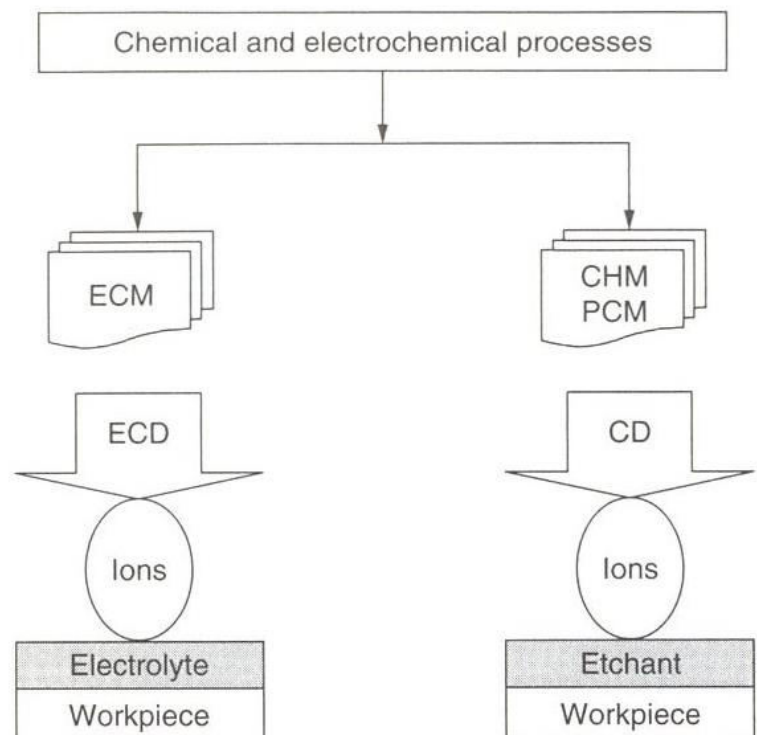 Chemical and electrochemical processes
ECM
CHM
PCM
ECD
CD
Ions
Ions
Electrolyte
Etchant
Workpiece
Workpiece